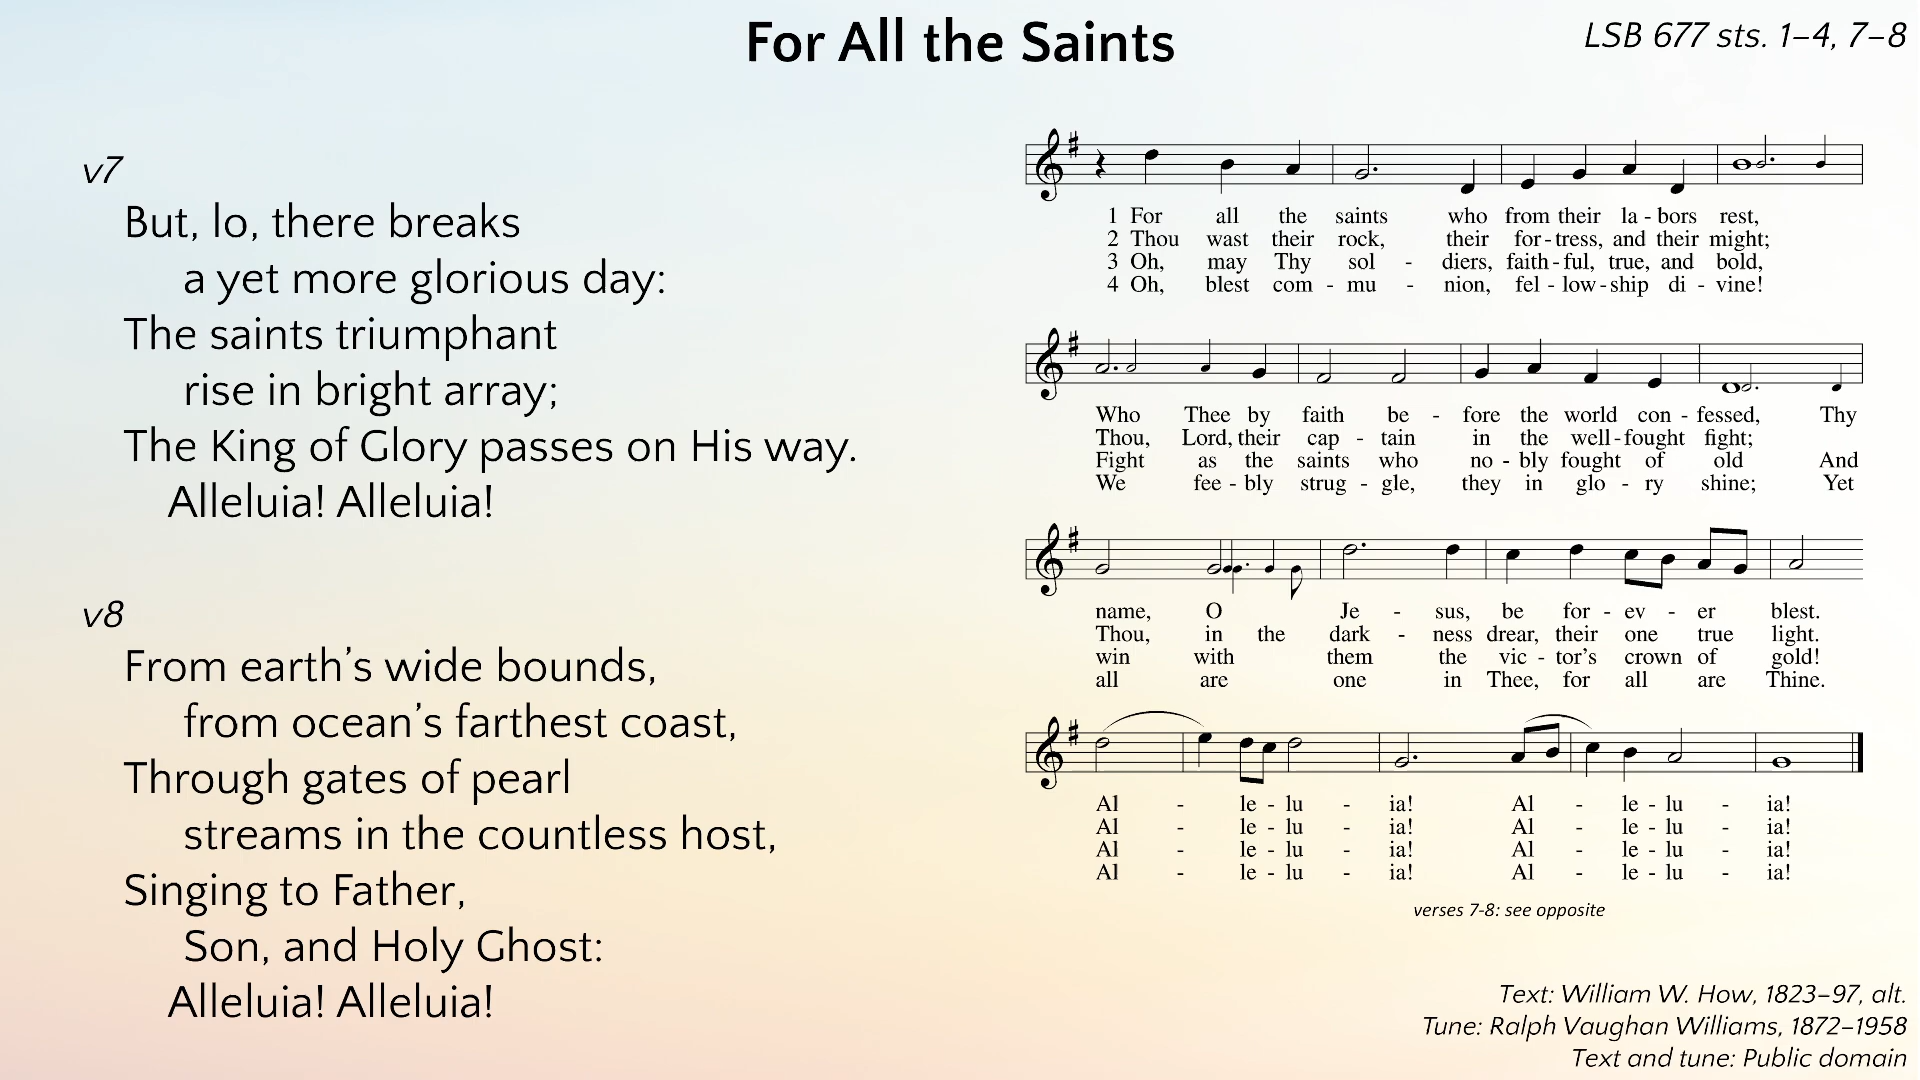 For All the Saints
LSB 677 sts. 1–4, 7–8
v7
But, lo, there breaks
a yet more glorious day:
The saints triumphant
rise in bright array;
The King of Glory passes on His way.
Alleluia! Alleluia!
v8
From earth’s wide bounds,
from ocean’s farthest coast,
Through gates of pearl
streams in the countless host,
Singing to Father,
Son, and Holy Ghost:
Alleluia! Alleluia!
1 For all the saints who from their la - bors rest,
2 Thou wast their rock, their for - tress, and their might;
3 Oh, may Thy sol - diers, faith - ful, true, and bold,
4 Oh, blest com - mu - nion, fel - low - ship di - vine!
Who Thee by faith be - fore the world con - fessed, Thy
Thou, Lord, their cap - tain in the well - fought fight;
Fight as the saints who no - bly fought of old And
We fee - bly strug - gle, they in glo - ry shine; Yet
name, O Je - sus, be for - ev - er blest.
Thou, in the dark - ness drear, their one true light.
win with them the vic - tor’s crown of gold!
all are one in Thee, for all are Thine.
Al - le - lu - ia! Al - le - lu - ia!
Al - le - lu - ia! Al - le - lu - ia!
Al - le - lu - ia! Al - le - lu - ia!
Al - le - lu - ia! Al - le - lu - ia!
verses 7-8: see opposite
Text: William W. How, 1823–97, alt.
Tune: Ralph Vaughan Williams, 1872–1958
Text and tune: Public domain